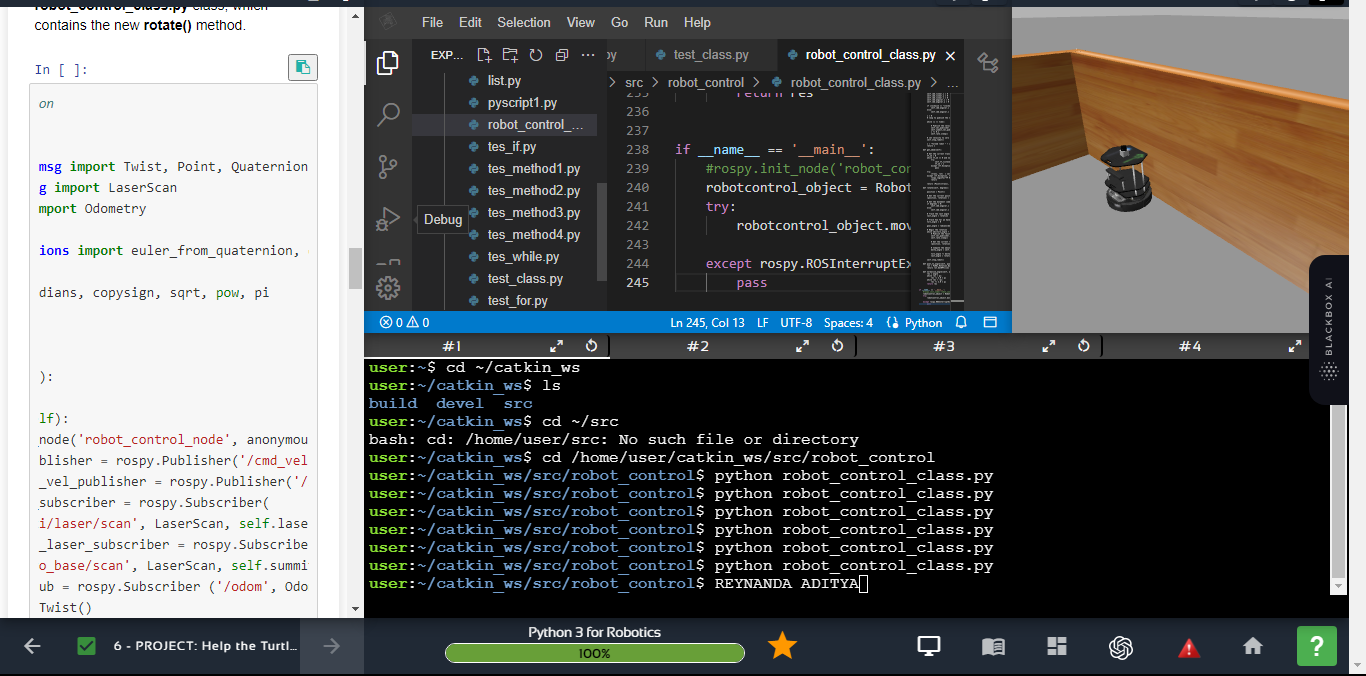 robot_control_class.py class, which
contains the new rotate() method.
In [ ]:
on
msg import Twist, Point, Quaternion
g import LaserScan
mport Odometry
ions import euler_from_quaternion,
dians, copysign, sqrt, pow, pi
):
lf):
node('robot_control_node', anonymou
blisher = rospy.Publisher('/cmd_vel
_vel_publisher = rospy.Publisher('/
subscriber = rospy.Subscriber(
i/laser/scan', LaserScan, self.lase
_laser_subscriber = rospy.Subscribe
o_base/scan', LaserScan, self.summi
ub = rospy.Subscriber ('/odom', Odo
Twist()
File Edit Selection View Go Run Help
EXP...
list.py
pyscript1.py
robot_control_...
tes_if.py
tes_method1.py
tes_method2.py
tes_method3.py
tes_method4.py
tes_while.py
test_class.py
test_for.py
Debug
py test_class.py robot_control_class.py
src > robot_control > robot_control_class.py > ...
235 return res
236
237
238 if __name__ == '__main__':
239 #rospy.init_node('robot_cor
240 robotcontrol_object = Robot
241 try:
242 robotcontrol_object.mov
243
244 except rospy.ROSInterruptEx
245 pass
0 0 Ln 245, Col 13 LF UTF-8 Spaces: 4 Python
#1 #2 #3 #4
user:~$ cd ~/catkin_ws
user:~/catkin_ws$ ls
build devel src
user:~/catkin_ws$ cd ~/src
bash: cd: /home/user/src: No such file or directory
user:~/catkin_ws$ cd /home/user/catkin_ws/src/robot_control
user:~/catkin_ws/src/robot_control$ python robot_control_class.py
user:~/catkin_ws/src/robot_control$ python robot_control_class.py
user:~/catkin_ws/src/robot_control$ python robot_control_class.py
user:~/catkin_ws/src/robot_control$ python robot_control_class.py
user:~/catkin_ws/src/robot_control$ python robot_control_class.py
user:~/catkin_ws/src/robot_control$ python robot_control_class.py
user:~/catkin_ws/src/robot_control$ REYNANDA ADITYA
BLACKBOX AI
6 - PROJECT: Help the Turtl...
Python 3 for Robotics
100%
?